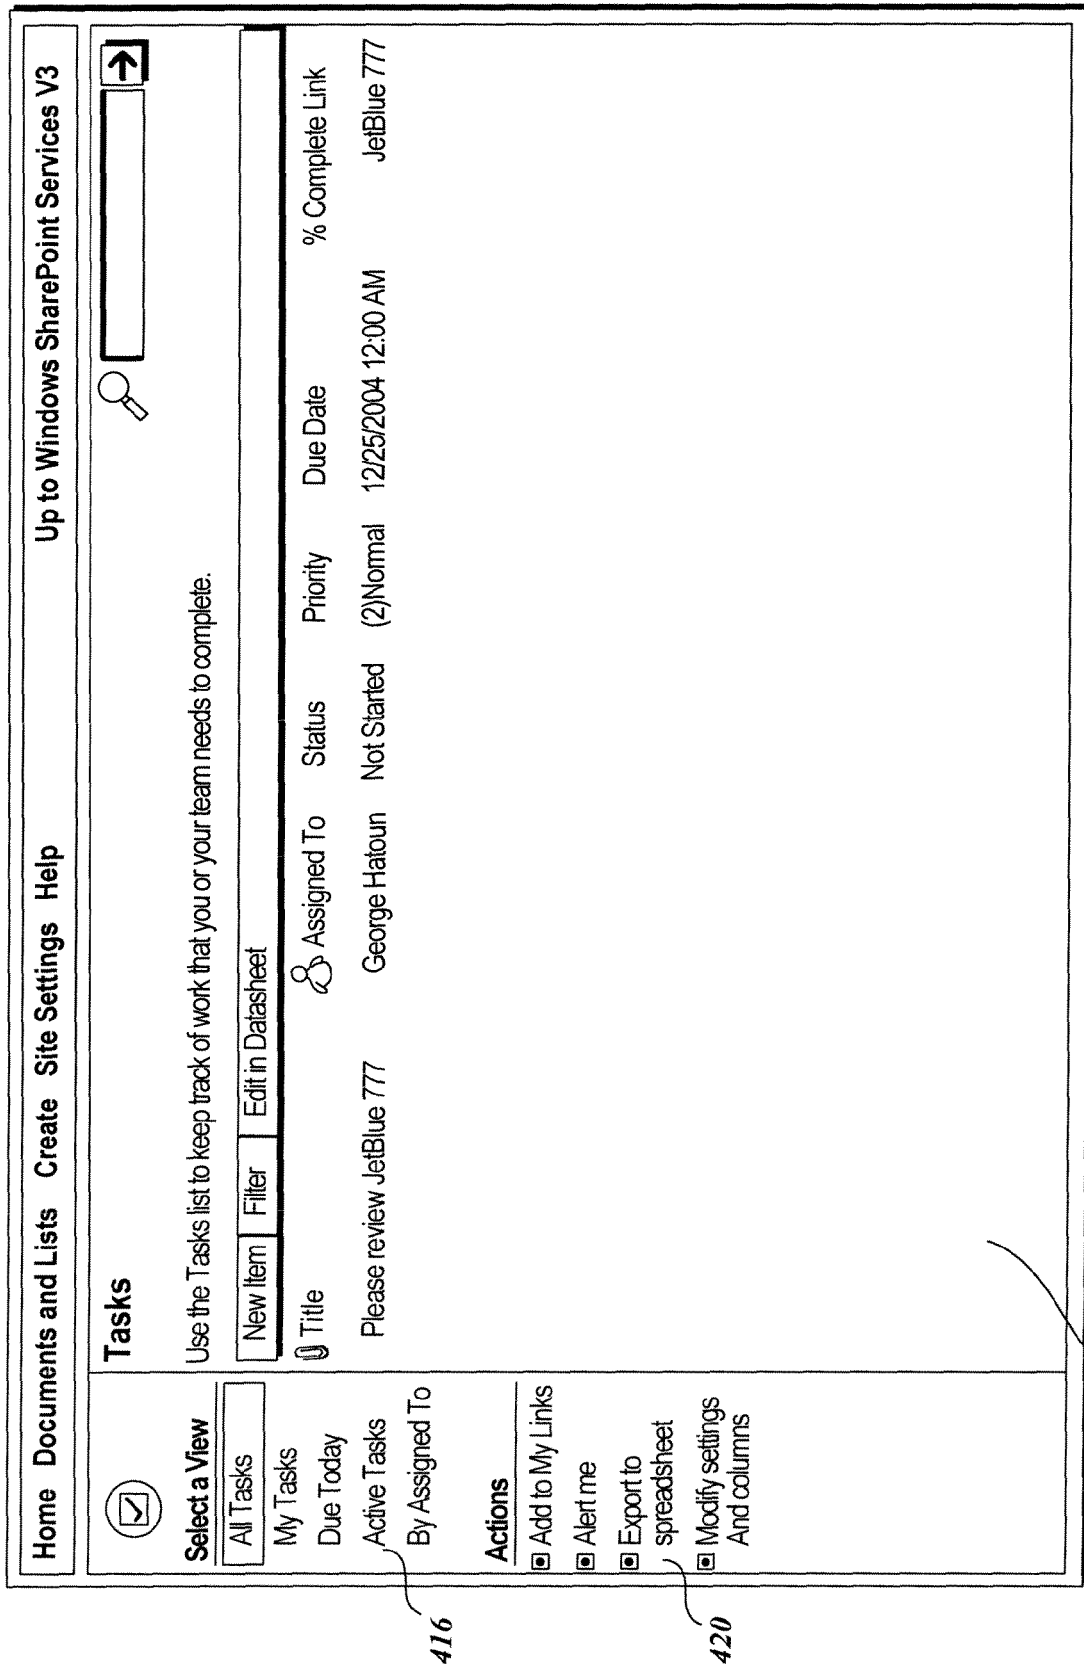 Home Documents and Lists Create Site Settings Help Up to Windows SharePoint Services V3
Tasks
Select a View
All Tasks
My Tasks
Due Today
Active Tasks
By Assigned To
Actions
Add to My Links
Alert me
Export to
spreadsheet
Modify settings
And columns
416
420
Use the Tasks list to keep track of work that you or your team needs to complete.
New Item Filter Edit in Datasheet
Title Assigned To Status Priority Due Date % Complete Link
Please review JetBlue 777 George Hatoun Not Started (2)Normal 12/25/2004 12:00 AM JetBlue 777